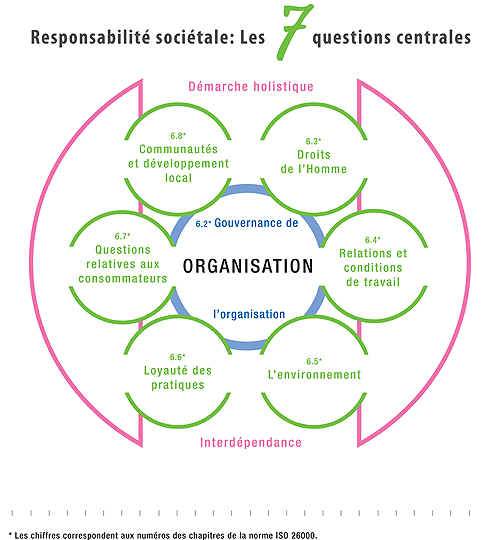 Responsabilité sociétale: Les 7 questions centrales
Démarche holistique
6.8*
Communautés
et développement
local
6.3*
Droits
de l'Homme
6.2* Gouvernance de
6.7*
Questions
relatives aux
consommateurs
ORGANISATION
6.4*
Relations et
conditions
de travail
l'organisation
6.6*
Loyauté des
pratiques
6.5*
L'environnement
Interdépendance
* Les chiffres correspondent aux numéros des chapitres de la norme ISO 26000.